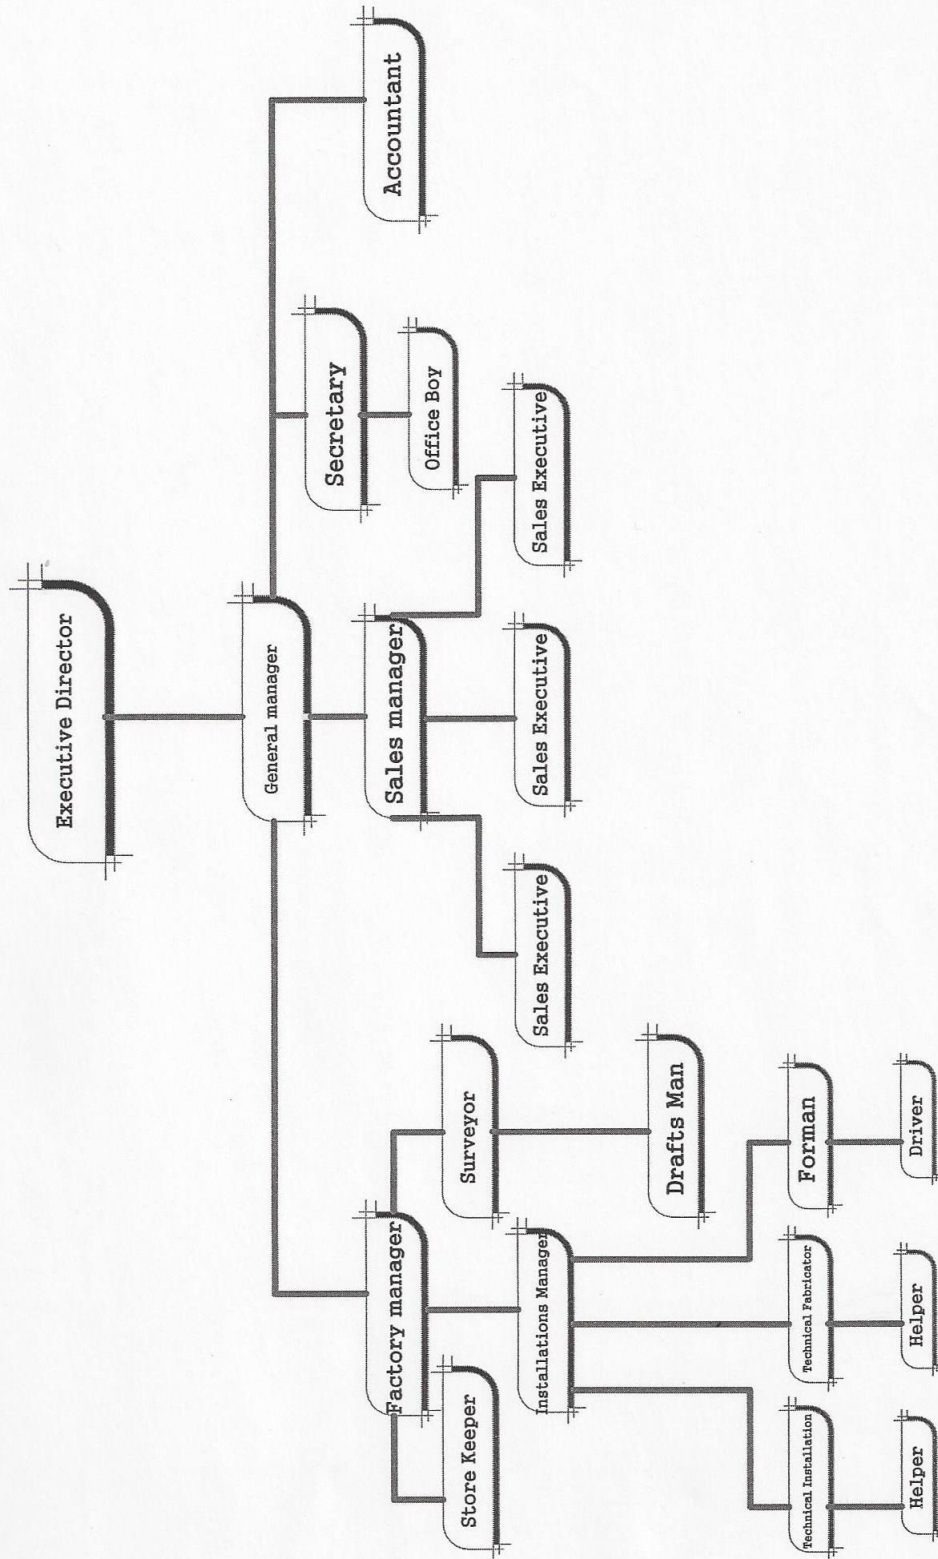 Executive Director
General manager
Factory manager
Sales manager
Secretary
Accountant
Store Keeper
Surveyor
Office Boy
Installations Manager
Sales Executive
Sales Executive
Sales Executive
Drafts Man
Technical Installation
Technical Fabricator
Forman
Helper
Helper
Driver